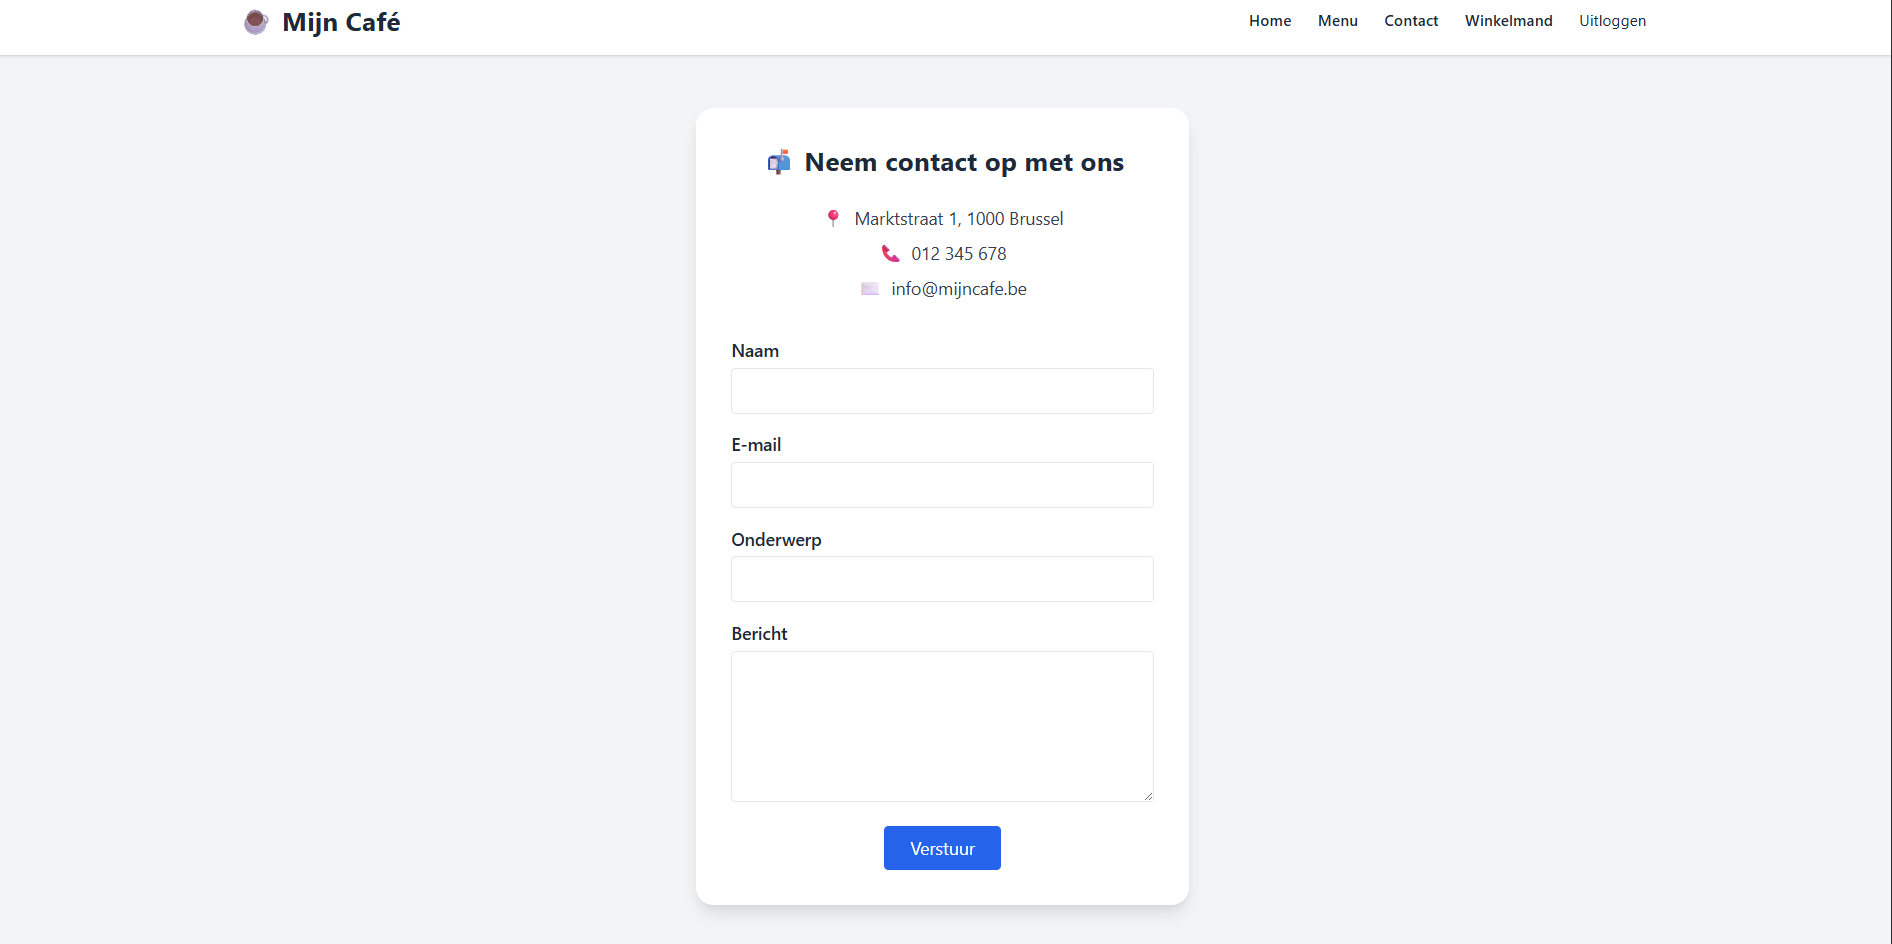 Mijn Café
Home Menu Contact Winkelmand Uitloggen
Neem contact op met ons
Marktstraat 1, 1000 Brussel
012 345 678
info@mijncafe.be
Naam
E-mail
Onderwerp
Bericht
Verstuur